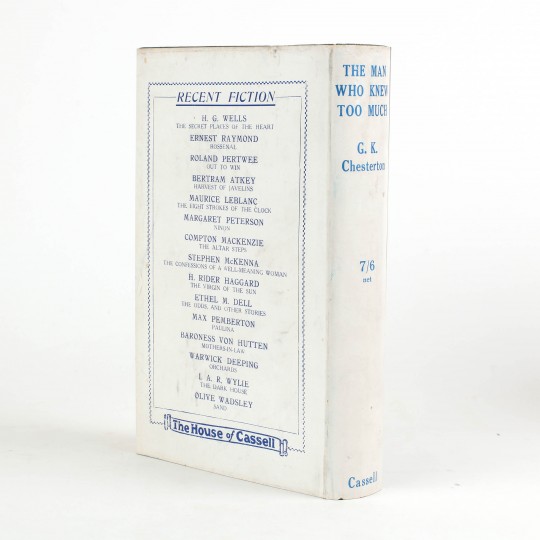 RECENT FICTION
H. G. WELLS
THE SECRET PLACES OF THE HEART
ERNEST RAYMOND
ROSSENAL
ROLAND PERTWEE
OUT TO WIN
BERTRAM ATKEY
HARVEST OF JAVELINS
MAURICE LEBLANC
THE EIGHT STROKES OF THE CLOCK
MARGARET PETERSON
NINON
COMPTON MACKENZIE
THE ALTAR STEPS
STEPHEN McKENNA
THE CONFESSIONS OF A WELL-MEANING WOMAN
H. RIDER HAGGARD
THE VIRGIN OF THE SUN
ETHEL M. DELL
THE ODDS, AND OTHER STORIES
MAX PEMBERTON
PAULINA
BARONESS VON HUTTEN
MOTHERS-IN-LAW
WARWICK DEEPING
ORCHARDS
I. A. R. WYLIE
THE DARK HOUSE
OLIVE WADSLEY
SAND
The House of Cassell
THE MAN
WHO KNEW
TOO MUCH
G. K.
Chesterton
7/6
net
Cassell